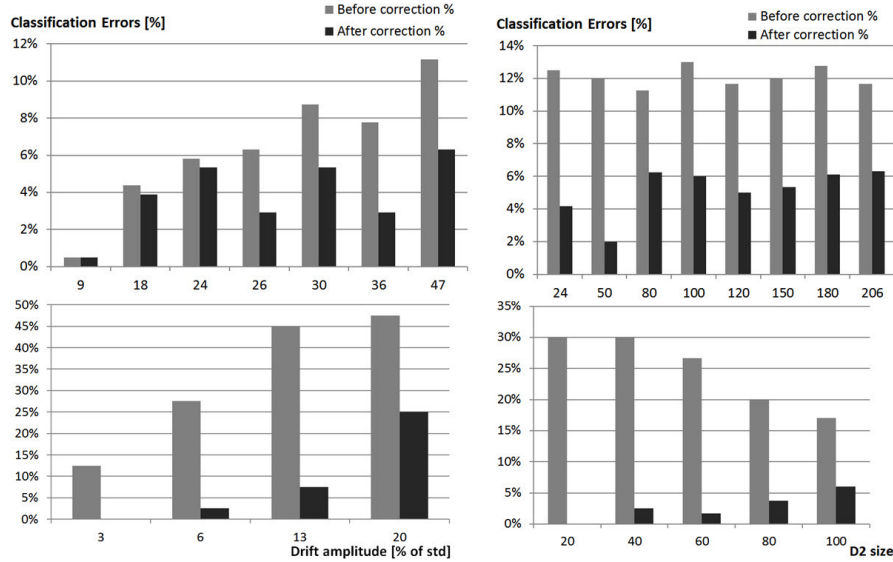 Classification Errors [%]
Before correction %
After correction %
12%
10%
8%
6%
4%
2%
0%
9 18 24 26 30 36 47
Classification Errors [%]
Before correction %
After correction %
14%
12%
10%
8%
6%
4%
2%
0%
24 50 80 100 120 150 180 206
50%
45%
40%
35%
30%
25%
20%
15%
10%
5%
0%
3 6 13 20
Drift amplitude [% of std]
35%
30%
25%
20%
15%
10%
5%
0%
20 40 60 80 100
D2 size